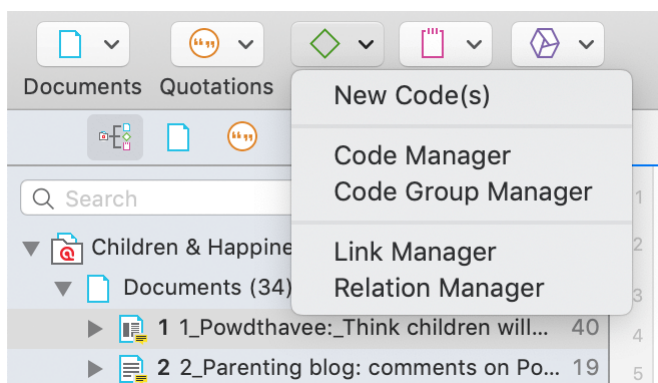 Documents Quotations
New Code(s)
Code Manager
Code Group Manager
Link Manager
Relation Manager
Search
Children & Happine
Documents (34)
1 1_Powdthavee:_Think children will... 40
2 2_Parenting blog: comments on Po... 19
1
2
3
4
5